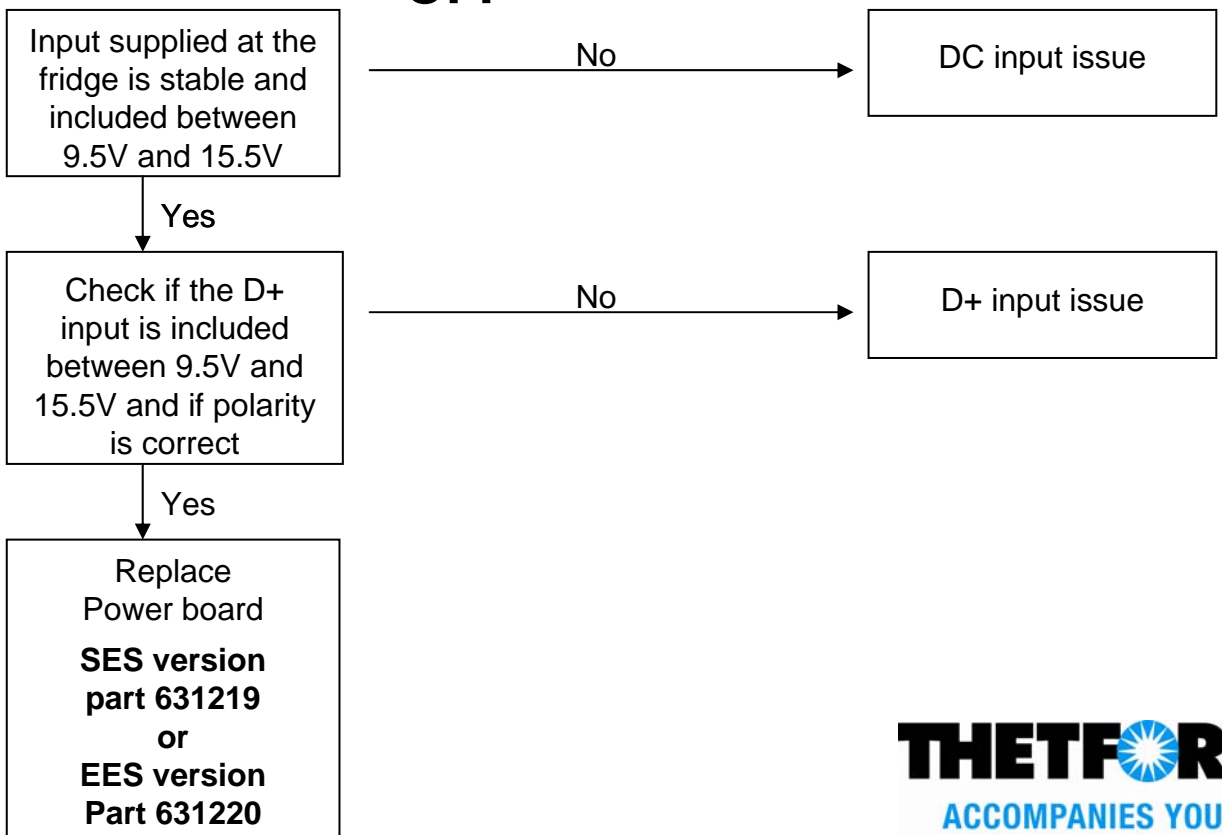 Input supplied at the
fridge is stable and
included between
9.5V and 15.5V
No
DC input issue
Yes
Check if the D+
input is included
between 9.5V and
15.5V and if polarity
is correct
No
D+ input issue
Yes
Replace
Power board
SES version
part 631219
or
EES version
Part 631220
THETFOR
ACCOMPANIES YOU